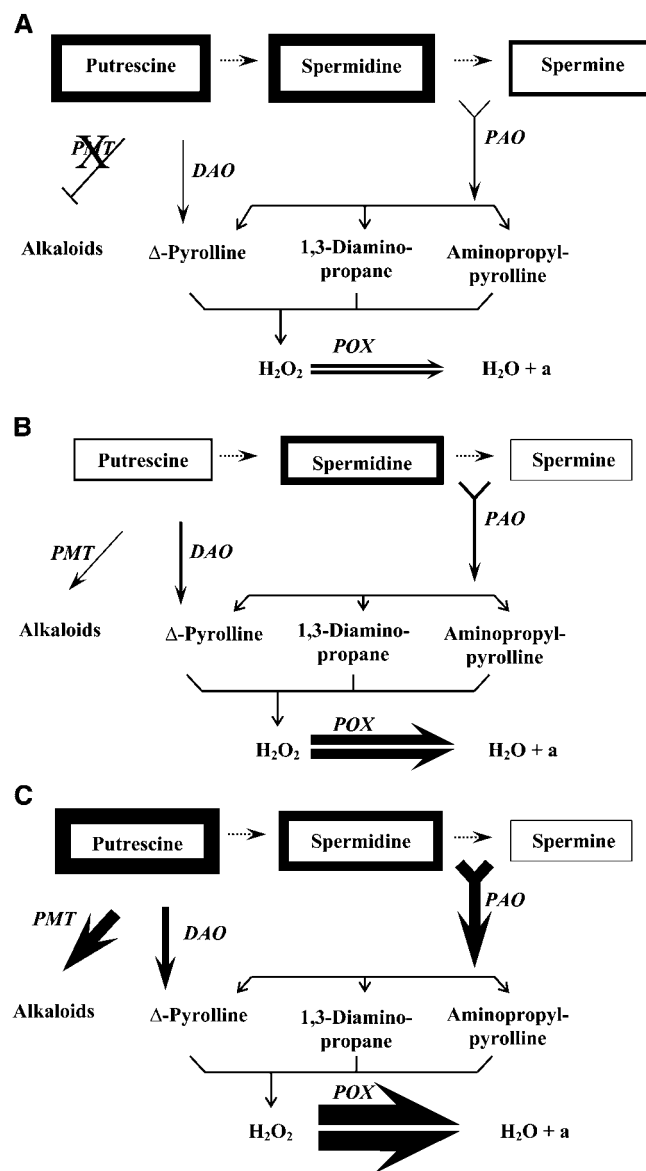 A
Putrescine Spermidine Spermine
PMT X
DAO
PAO
Alkaloids Δ-Pyrolline 1,3-Diamino-
propane Aminopropyl-
pyrolline
H₂O₂ POX H₂O + a
B
Putrescine Spermidine Spermine
PMT DAO PAO
Alkaloids Δ-Pyrolline 1,3-Diamino-
propane Aminopropyl-
pyrolline
H₂O₂ POX H₂O + a
C
Putrescine Spermidine Spermine
PMT DAO PAO
Alkaloids Δ-Pyrolline 1,3-Diamino-
propane Aminopropyl-
pyrolline
H₂O₂ POX H₂O + a